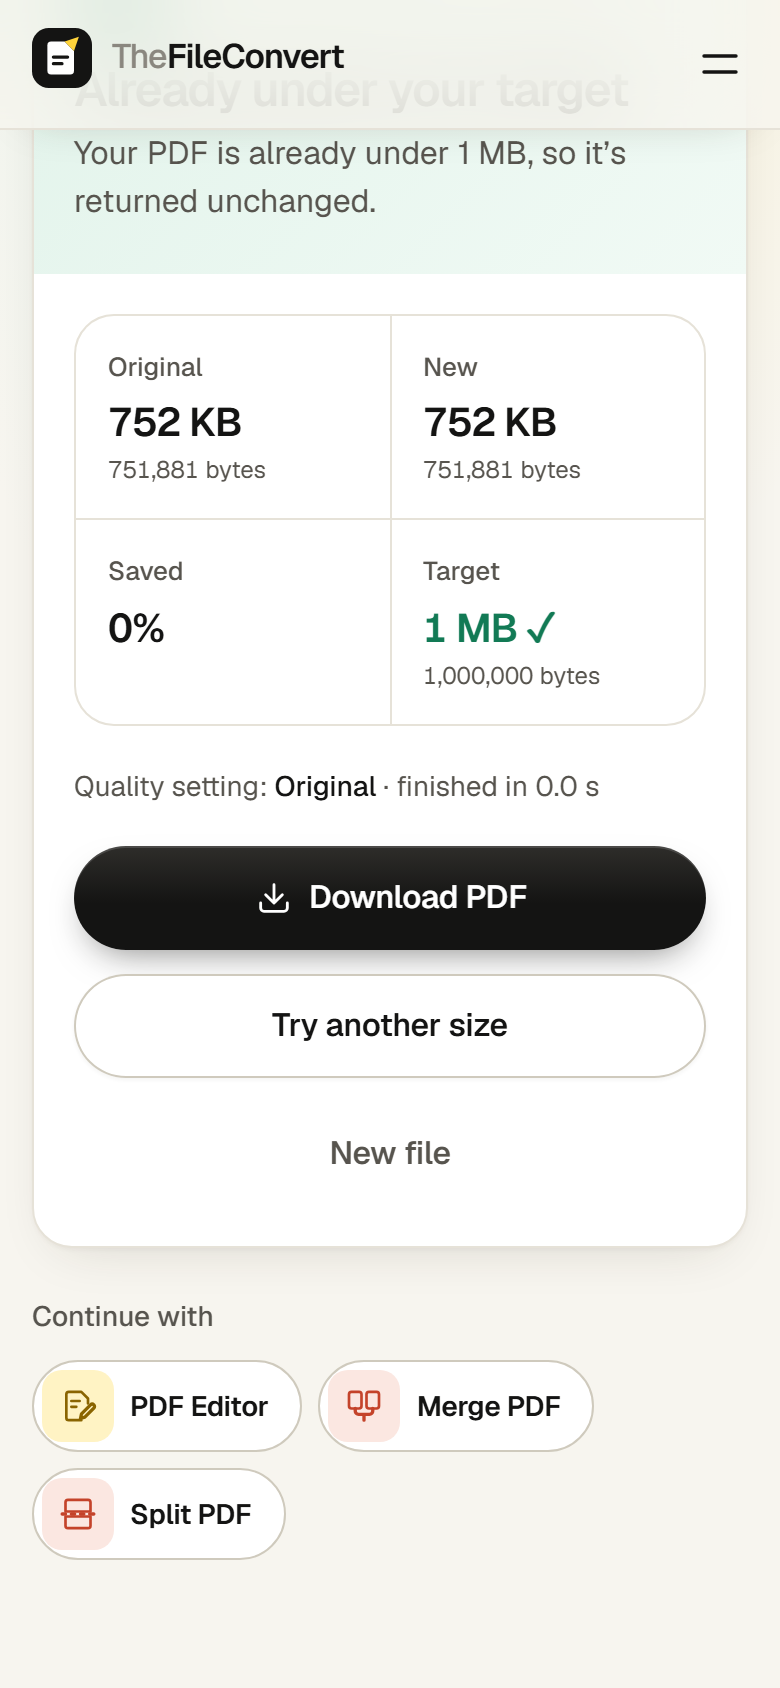 TheFileConvert
Already under your target
Your PDF is already under 1 MB, so it’s
returned unchanged.
Original
752 KB
751,881 bytes
New
752 KB
751,881 bytes
Saved
0%
Target
1 MB ✓
1,000,000 bytes
Quality setting: Original · finished in 0.0 s
Download PDF
Try another size
New file
Continue with
PDF Editor
Merge PDF
Split PDF